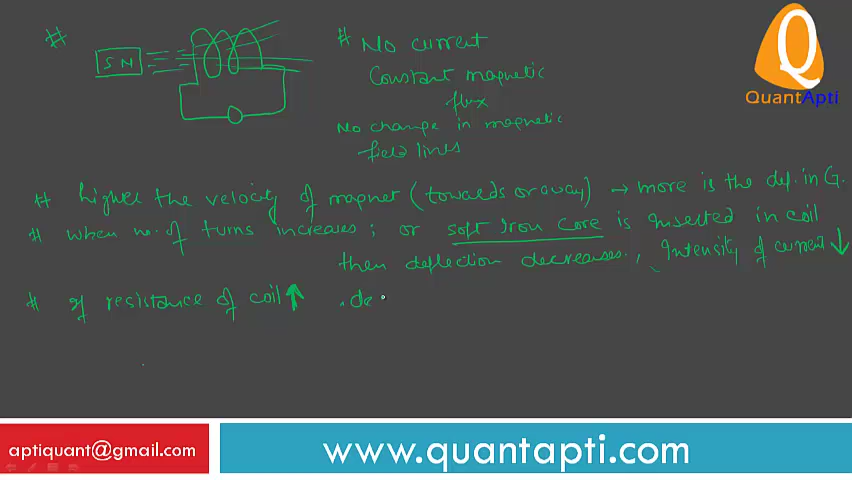 #
S N
# No current
Constant magnetic
flux
No change in magnetic
field lines
Q
QuantApti
# higher the velocity of magnet (towards or away) → more is the def. in G.
# when no. of turns increases; or soft Iron Core is inserted in coil
then deflection decreases., Intensity of current ↓
# if resistance of coil ↑ .de
aptiquant@gmail.com
www.quantapti.com